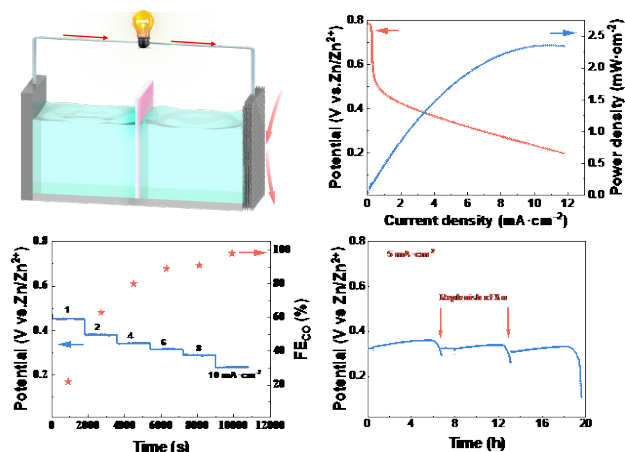 0.8
0.6
0.4
0.2
Potential (V vs.Zn/Zn²⁺)
0 2 4 6 8 10 12 14
Current density (mA·cm⁻²)
2.5
2.0
1.5
1.0
0.5
0.0
Power density (mW·cm⁻²)
0.8
0.6
0.4
0.2
Potential (V vs.Zn/Zn²⁺)
1
2
4
6
8
10 mA·cm⁻²
0 2000 4000 6000 8000 10000 12000
Time (s)
100
80
60
40
20
0
FE_CO (%)
0.8
0.6
0.4
0.2
Potential (V vs.Zn/Zn²⁺)
5 mA·cm⁻²
0 4 8 12 16 20
Time (h)